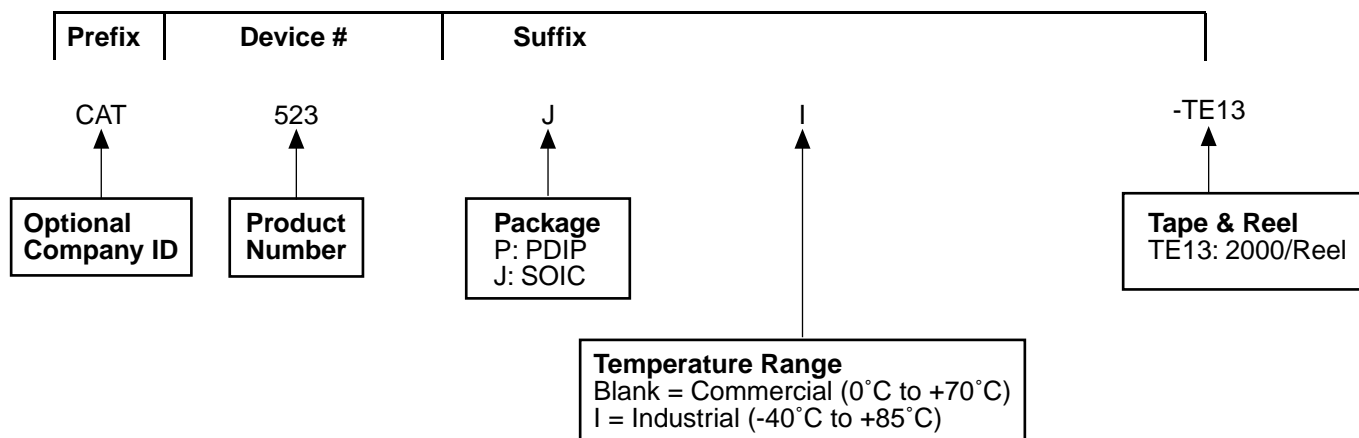 Prefix Device # Suffix
CAT 523 J I -TE13
Optional
Company ID
Product
Number
Package
P: PDIP
J: SOIC
Tape & Reel
TE13: 2000/Reel
Temperature Range
Blank = Commercial (0˚C to +70˚C)
I = Industrial (-40˚C to +85˚C)